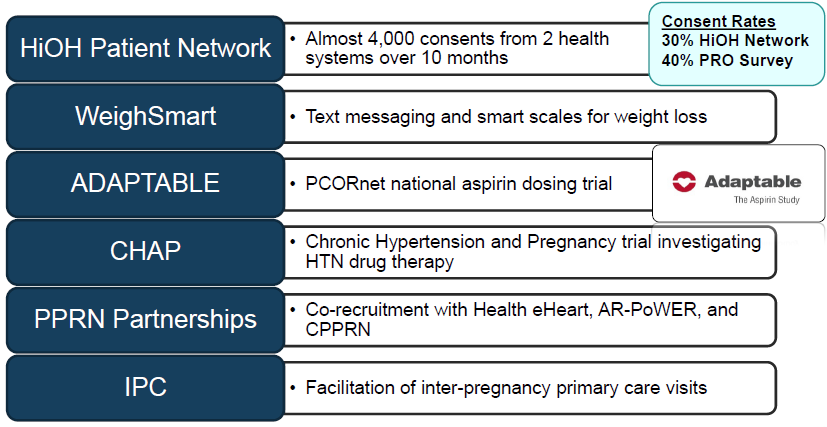 HiOH Patient Network
• Almost 4,000 consents from 2 health
systems over 10 months
Consent Rates
30% HiOH Network
40% PRO Survey
WeighSmart
• Text messaging and smart scales for weight loss
ADAPTABLE
• PCORnet national aspirin dosing trial
Adaptable
The Aspirin Study
CHAP
• Chronic Hypertension and Pregnancy trial investigating
HTN drug therapy
PPRN Partnerships
• Co-recruitment with Health eHeart, AR-PoWER, and
CPPRN
IPC
• Facilitation of inter-pregnancy primary care visits